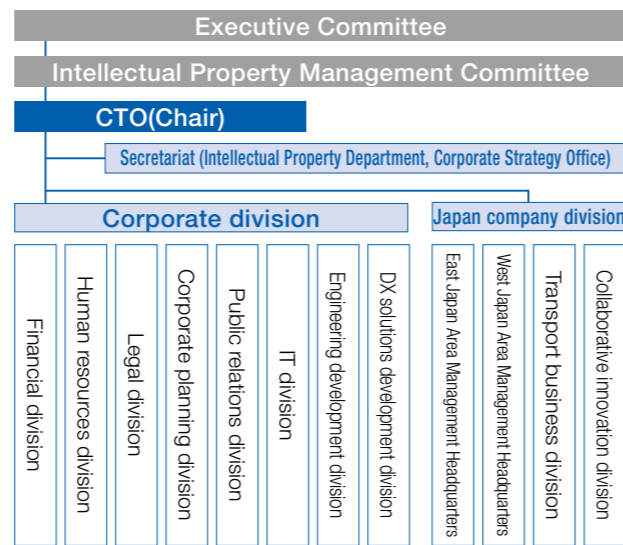 Executive Committee
Intellectual Property Management Committee
CTO(Chair)
Secretariat (Intellectual Property Department, Corporate Strategy Office)
Corporate division
Japan company division
Financial division
Human resources division
Legal division
Corporate planning division
Public relations division
IT division
Engineering development division
DX solutions development division
East Japan Area Management Headquarters
West Japan Area Management Headquarters
Transport business division
Collaborative innovation division